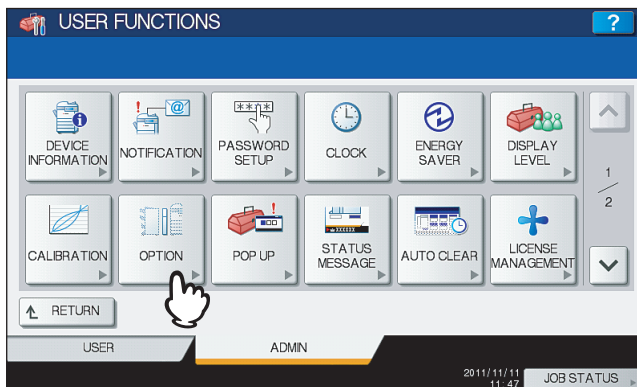 USER FUNCTIONS
?
DEVICE
INFORMATION
NOTIFICATION
PASSWORD
SETUP
CLOCK
ENERGY
SAVER
DISPLAY
LEVEL
1
2
CALIBRATION
OPTION
POP UP
STATUS
MESSAGE
AUTO CLEAR
LICENSE
MANAGEMENT
RETURN
USER
ADMIN
2011/11/11
11:47
JOB STATUS